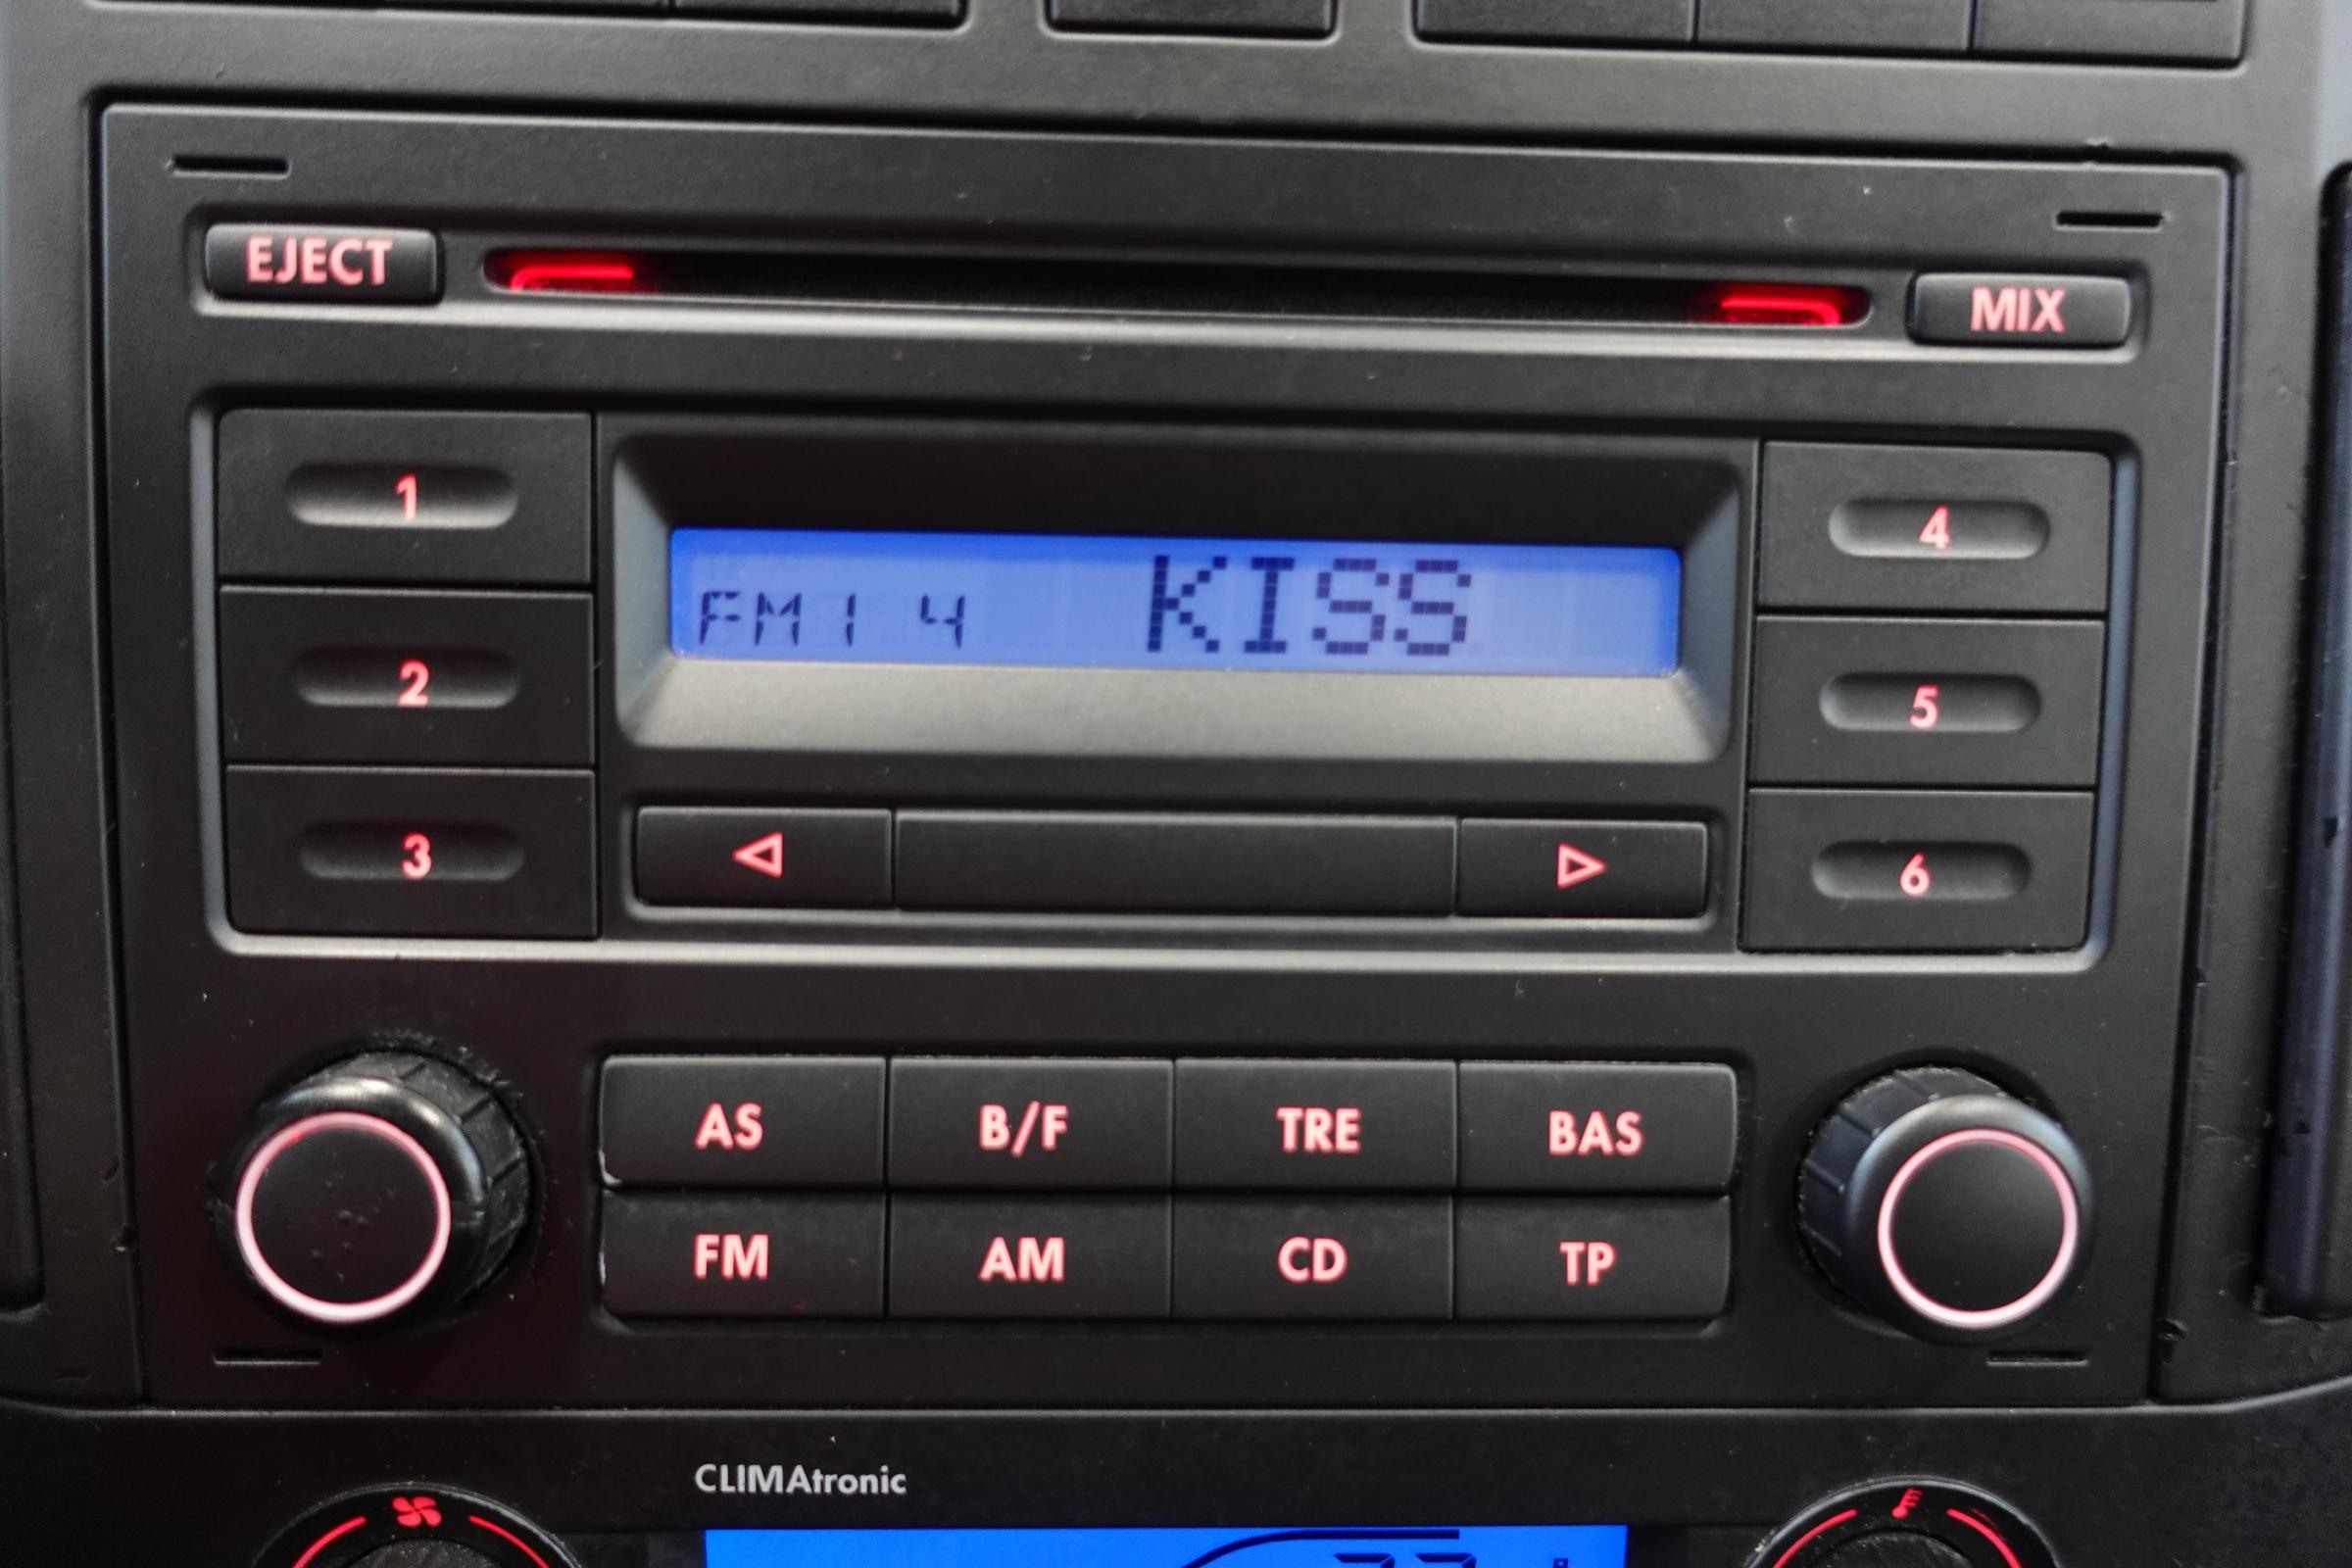 EJECT
MIX
1
4
FM1 4 KISS
2
5
3
6
AS B/F TRE BAS
FM AM CD TP
CLIMAtronic